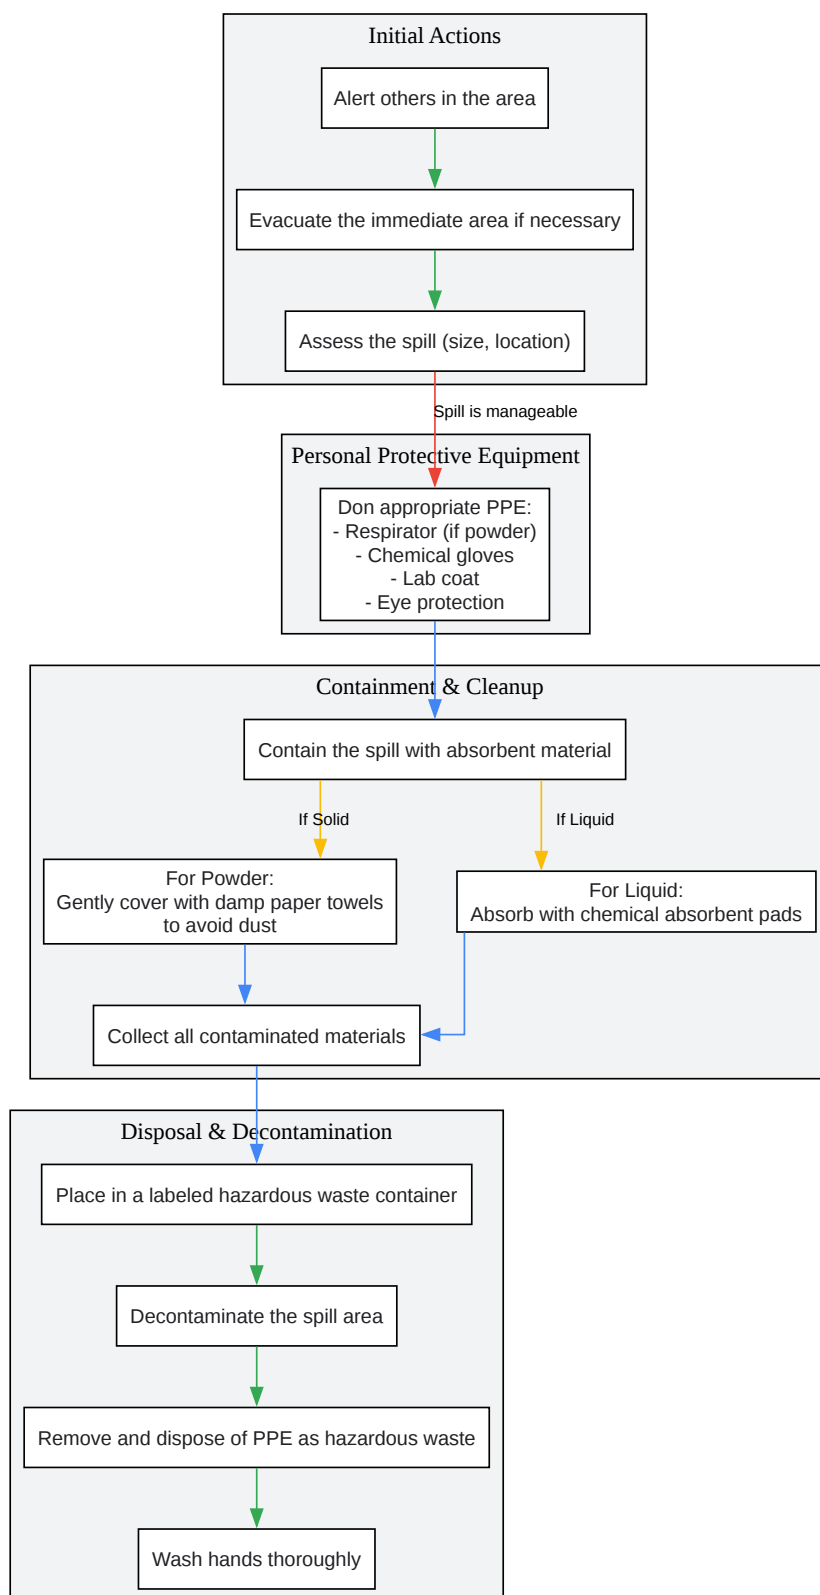 Initial Actions
Alert others in the area
Evacuate the immediate area if necessary
Assess the spill (size, location)
Spill is manageable
Personal Protective Equipment
Don appropriate PPE:
- Respirator (if powder)
- Chemical gloves
- Lab coat
- Eye protection
Containment & Cleanup
Contain the spill with absorbent material
If Solid
If Liquid
For Powder:
Gently cover with damp paper towels
to avoid dust
For Liquid:
Absorb with chemical absorbent pads
Collect all contaminated materials
Disposal & Decontamination
Place in a labeled hazardous waste container
Decontaminate the spill area
Remove and dispose of PPE as hazardous waste
Wash hands thoroughly